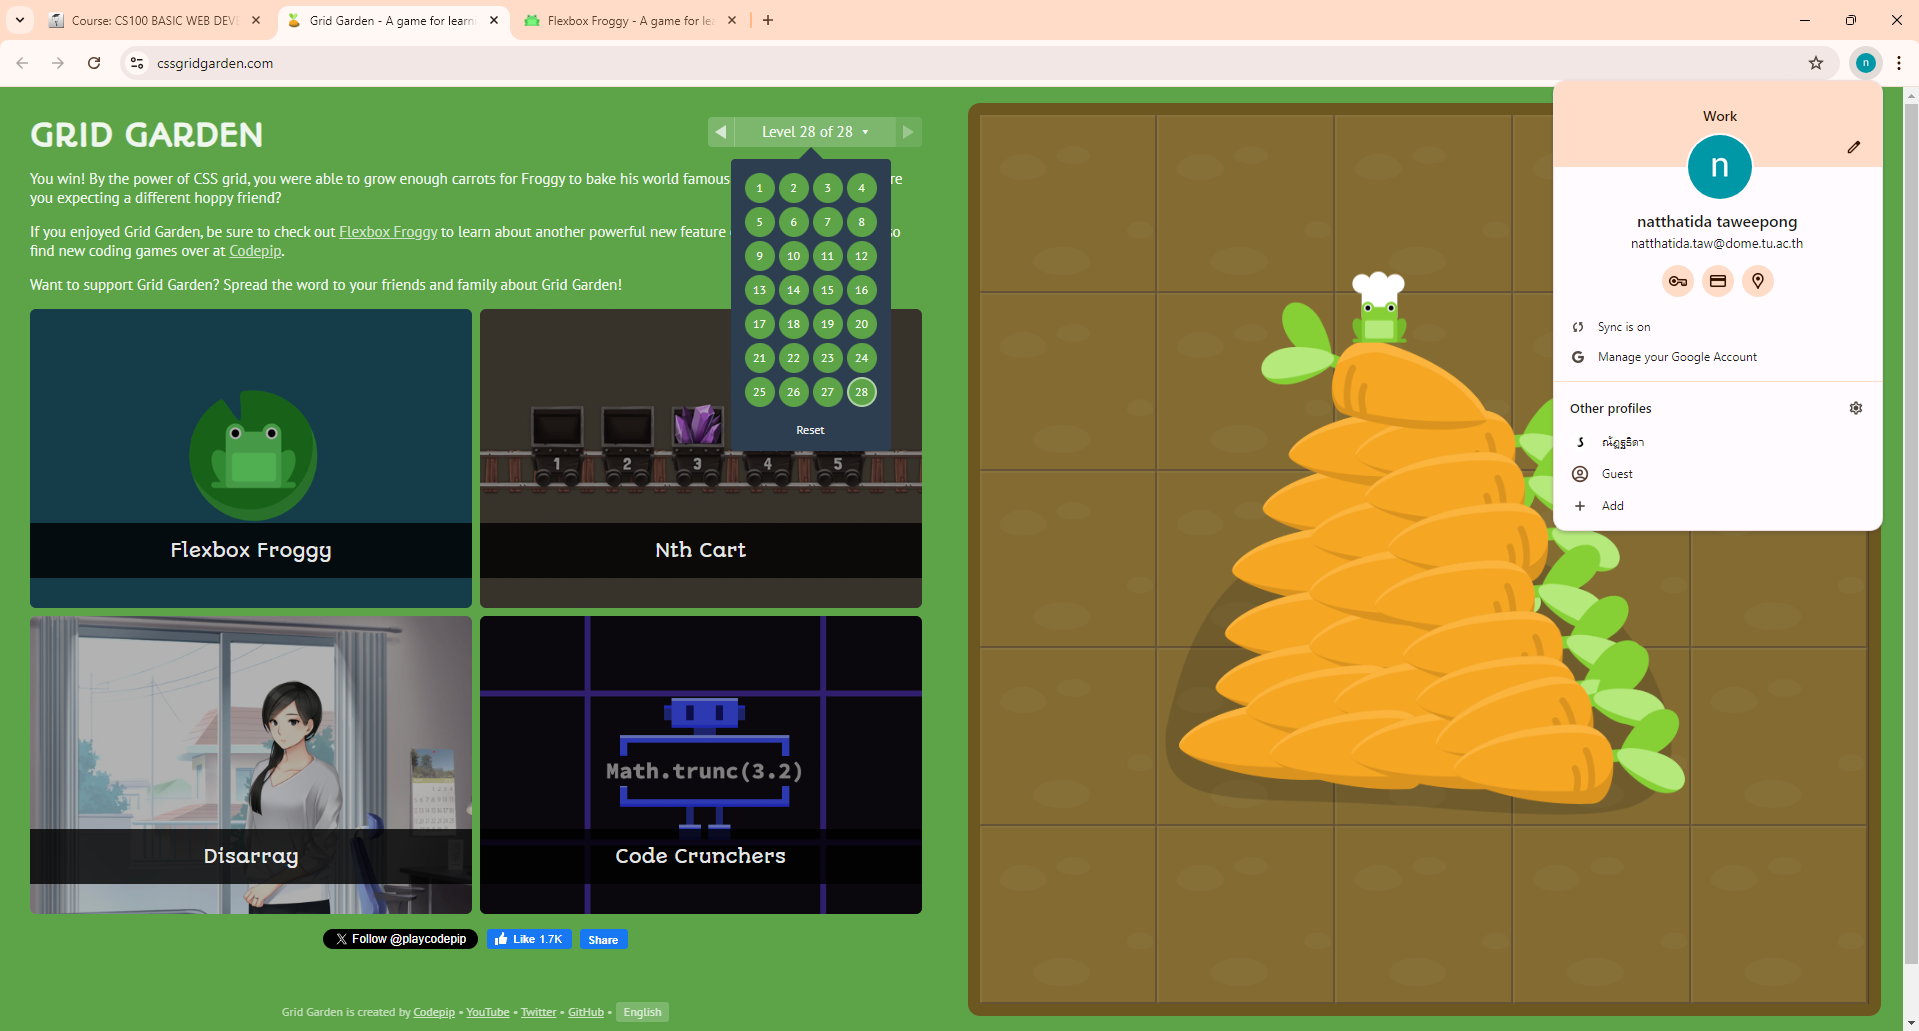 Course: CS100 BASIC WEB DEVE
Grid Garden - A game for learn
Flexbox Froggy - A game for le
cssgridgarden.com
n
GRID GARDEN
Level 28 of 28
You win! By the power of CSS grid, you were able to grow enough carrots for Froggy to bake his world famous
re
you expecting a different hoppy friend?
If you enjoyed Grid Garden, be sure to check out Flexbox Froggy to learn about another powerful new feature
so
find new coding games over at Codepip.
Want to support Grid Garden? Spread the word to your friends and family about Grid Garden!
1 2 3 4
5 6 7 8
9 10 11 12
13 14 15 16
17 18 19 20
21 22 23 24
25 26 27 28
Reset
1 2 3 4 5
Flexbox Froggy
Nth Cart
Math.trunc(3.2)
Disarray
Code Crunchers
Follow @playcodepip
Like 1.7K
Share
Grid Garden is created by Codepip • YouTube • Twitter • GitHub • English
Work
n
natthatida taweepong
natthatida.taw@dome.tu.ac.th
Sync is on
G Manage your Google Account
Other profiles
ณัฏฐธิดา
Guest
Add